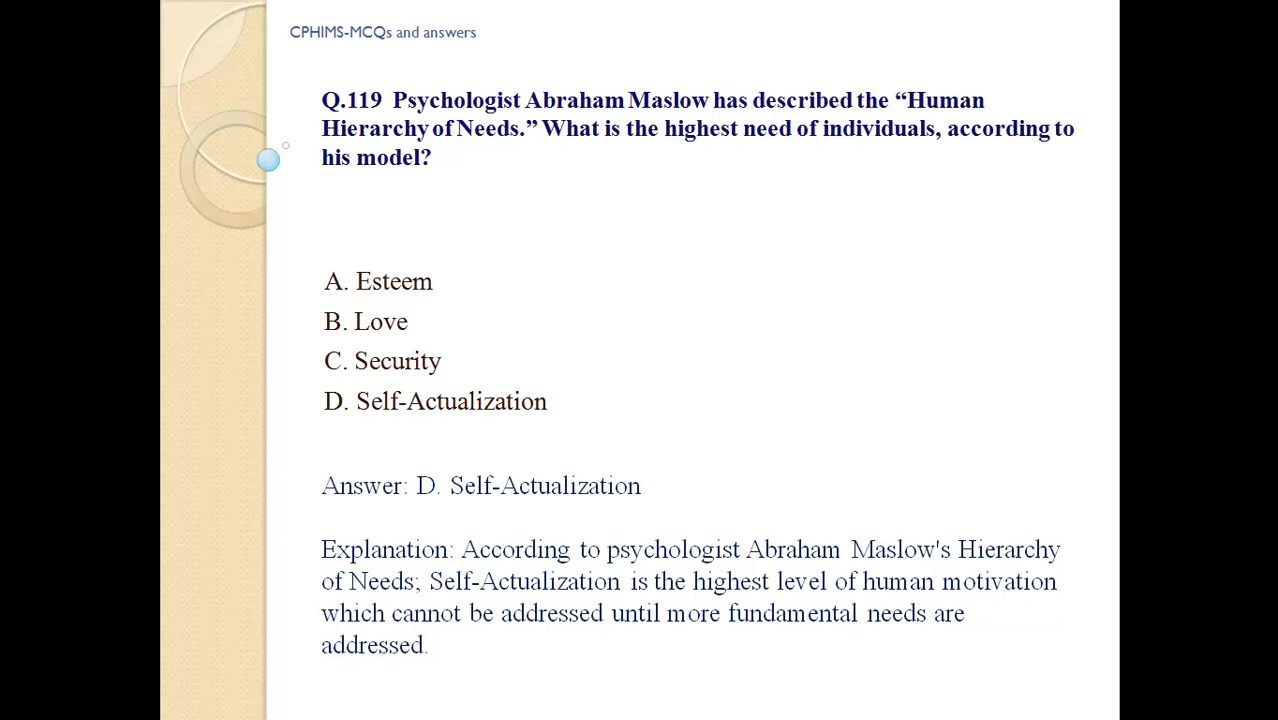 CPHIMS-MCQs and answers
Q.119 Psychologist Abraham Maslow has described the “Human
Hierarchy of Needs.” What is the highest need of individuals, according to
his model?
A. Esteem
B. Love
C. Security
D. Self-Actualization
Answer: D. Self-Actualization
Explanation: According to psychologist Abraham Maslow's Hierarchy
of Needs; Self-Actualization is the highest level of human motivation
which cannot be addressed until more fundamental needs are
addressed.